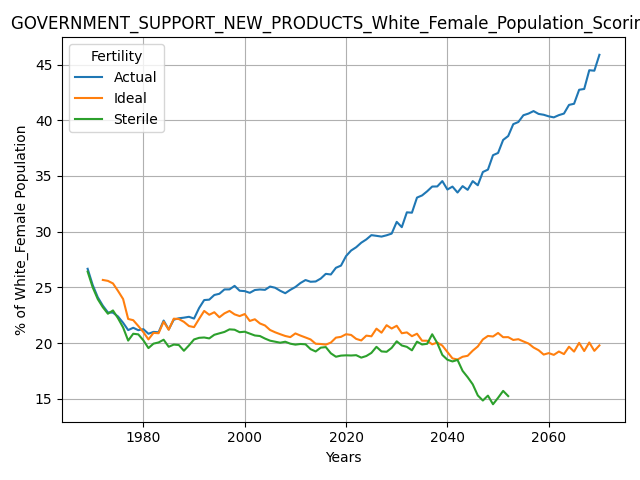 GOVERNMENT_SUPPORT_NEW_PRODUCTS_White_Female_Population_Scorin
Fertility
Actual
Ideal
Sterile
% of White_Female Population
45
40
35
30
25
20
15
1980
2000
2020
2040
2060
Years